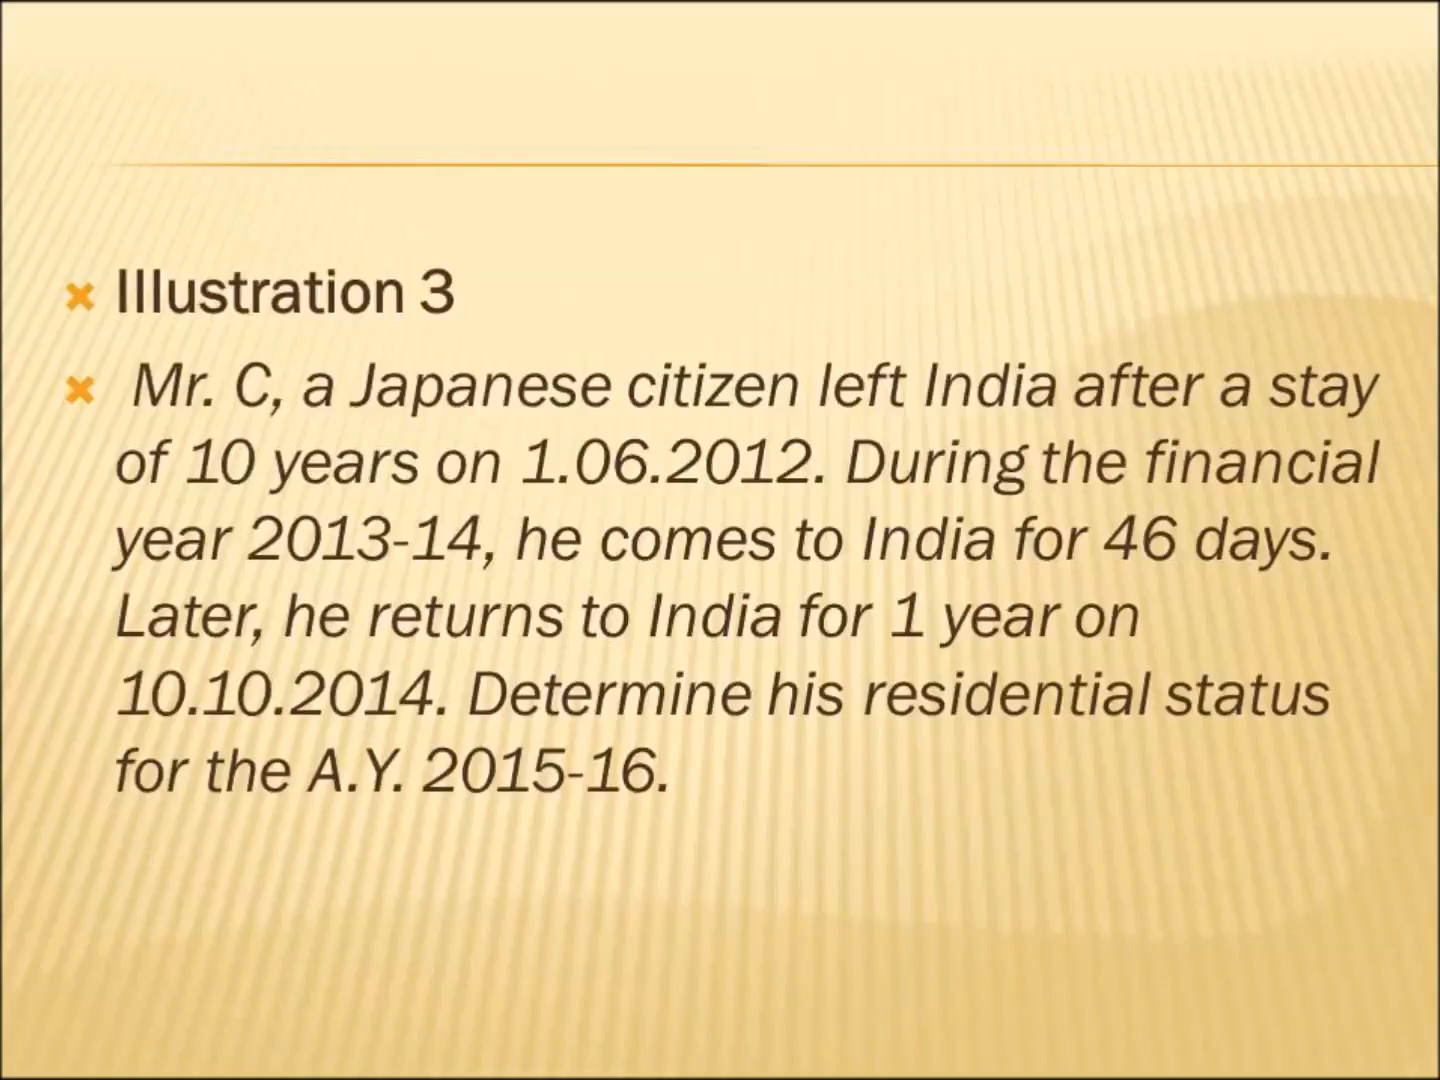 Illustration 3
Mr. C, a Japanese citizen left India after a stay
of 10 years on 1.06.2012. During the financial
year 2013-14, he comes to India for 46 days.
Later, he returns to India for 1 year on
10.10.2014. Determine his residential status
for the A.Y. 2015-16.